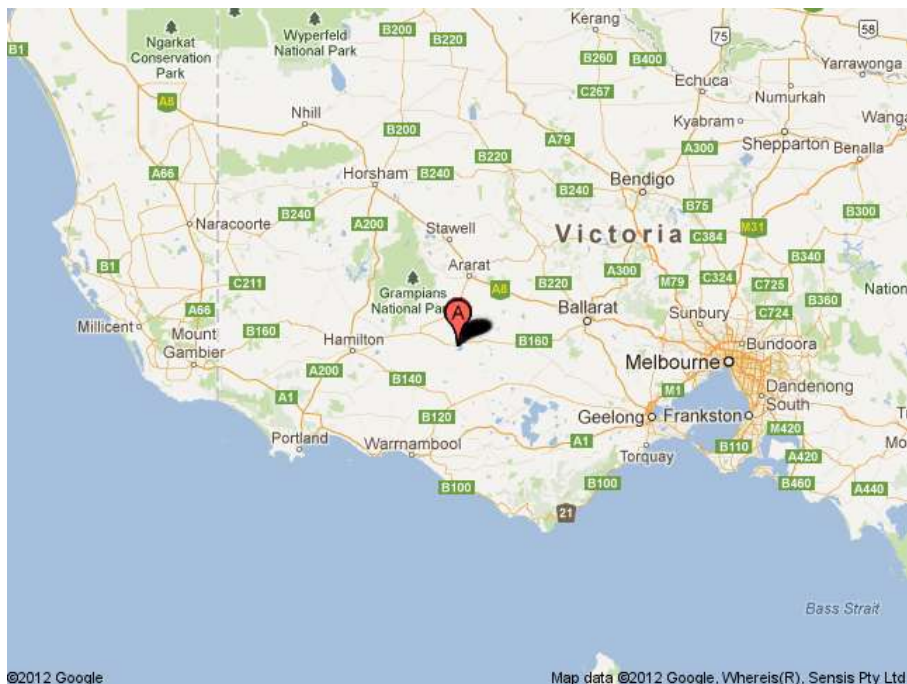 B1
Ngarkat
Conservation
Park
Wyperfeld
National Park
B200
B220
Kerang
75
58
B260
B400
Yarrawonga
Echuca
C267
Numurkah
A8
Nhill
Kyabram
Wanga
B200
A79
A300
Shepparton
Benalla
B220
A66
Horsham
B240
B240
Bendigo
B75
B300
Naracoorte
B240
A200
Stawell
Victoria
C384
M31
B340
B1
C211
Ararat
A8
B220
A300
M79
C324
C725
Nation
Grampians
National Par
A
Ballarat
Sunbury
C724
B360
A66
Millicent
Mount
Gambier
B160
Hamilton
B160
Bundoora
Melbourne
A200
B140
M1
Dandenong
South
A1
B120
Geelong
Frankston
M420
Portland
Warrnambool
A1
Torquay
B110
A420
Mo
B100
B100
B460
A440
21
Bass Strait
©2012 Google
Map data ©2012 Google, Whereis(R), Sensis Pty Ltd